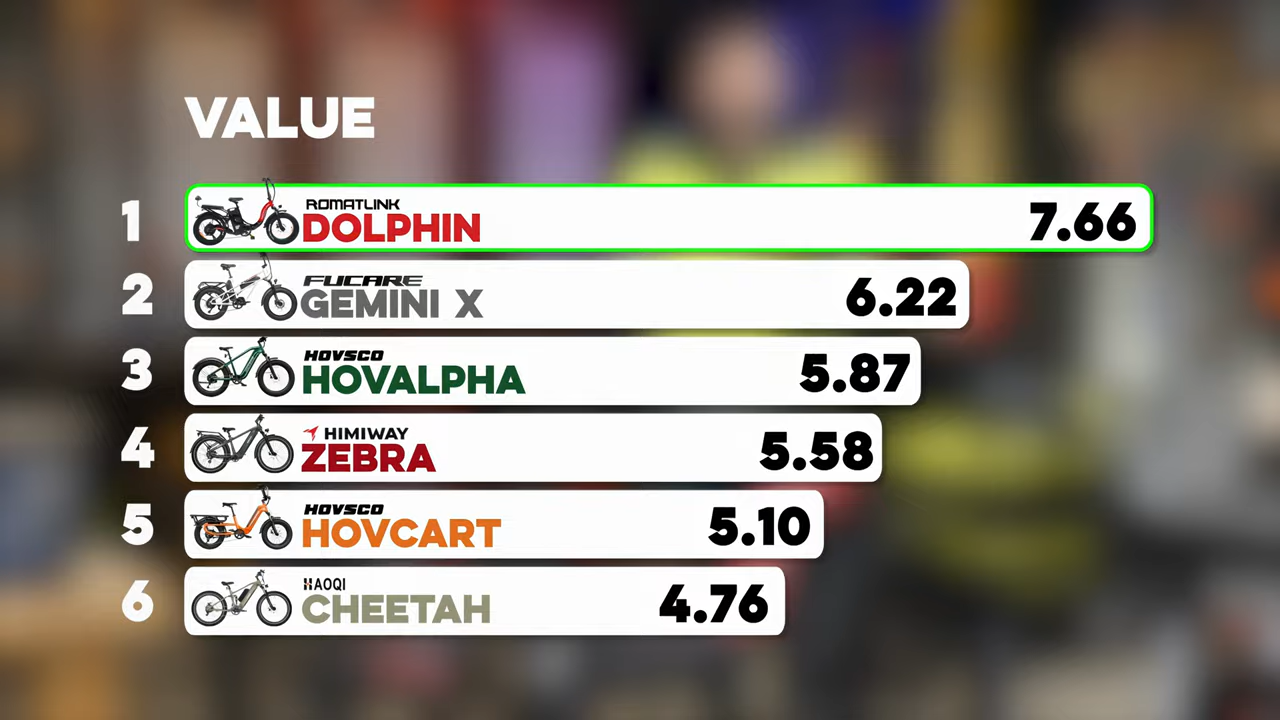 VALUE
1 ROMATLINK DOLPHIN 7.66
2 FUCARE GEMINI X 6.22
3 HOVSCO HOVALPHA 5.87
4 HIMIWAY ZEBRA 5.58
5 HOVSCO HOVCART 5.10
6 HAOQI CHEETAH 4.76